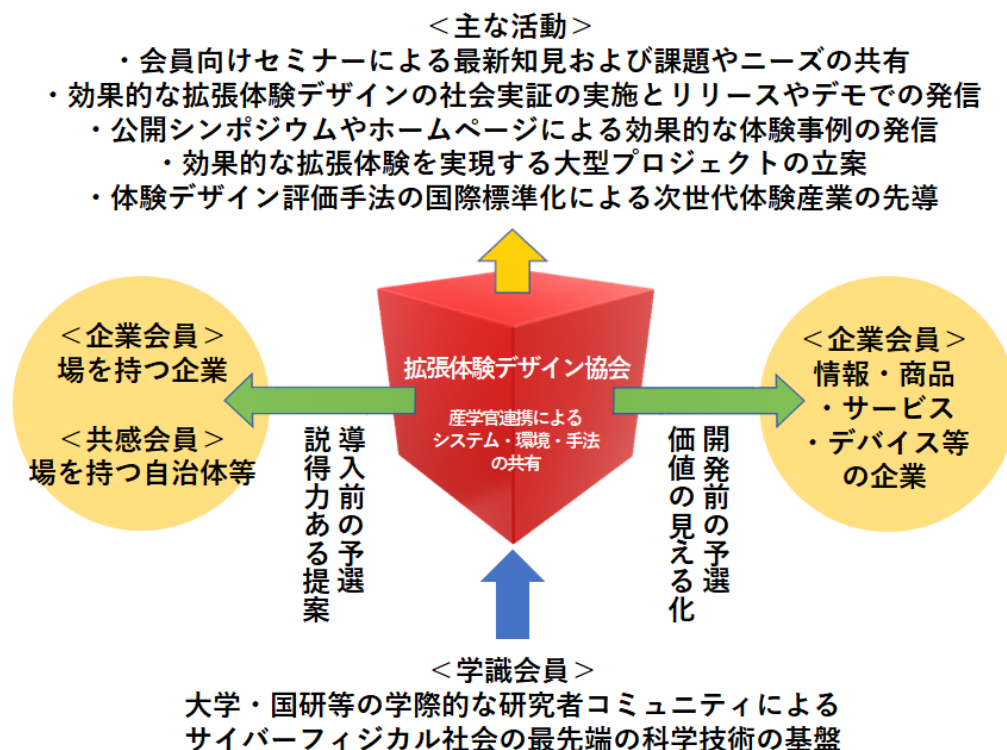 ＜主な活動＞
・会員向けセミナーによる最新知見および課題やニーズの共有
・効果的な拡張体験デザインの社会実証の実施とリリースやデモでの発信
・公開シンポジウムやホームページによる効果的な体験事例の発信
・効果的な拡張体験を実現する大型プロジェクトの立案
・体験デザイン評価手法の国際標準化による次世代体験産業の先導
＜企業会員＞
場を持つ企業
＜共感会員＞
場を持つ自治体等
拡張体験デザイン協会
産学官連携による
システム・環境・手法
の共有
＜企業会員＞
情報・商品
・サービス
・デバイス等
の企業
導入前の予選
説得力ある提案
開発前の予選
価値の見える化
＜学識会員＞
大学・国研等の学際的な研究者コミュニティによる
サイバーフィジカル社会の最先端の科学技術の基盤